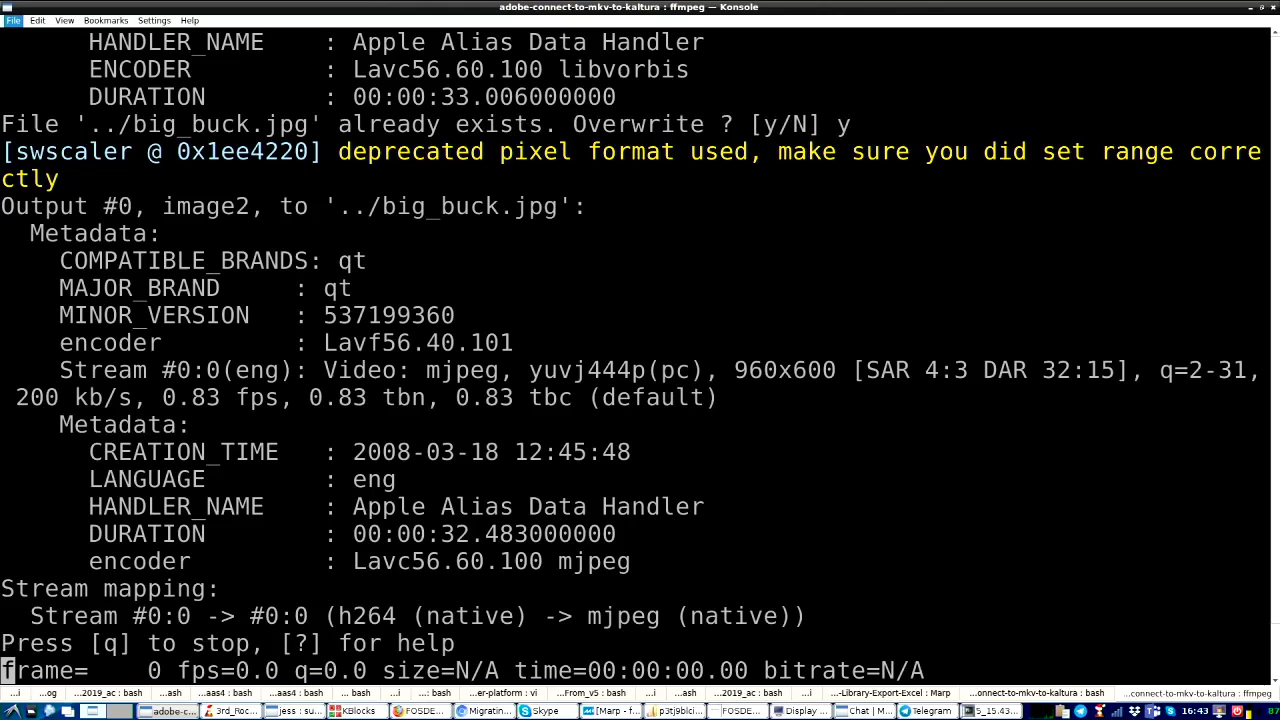 adobe-connect-to-mkv-to-kaltura : ffmpeg — Konsole
File Edit View Bookmarks Settings Help
HANDLER_NAME : Apple Alias Data Handler
ENCODER : Lavc56.60.100 libvorbis
DURATION : 00:00:33.006000000
File '../big_buck.jpg' already exists. Overwrite ? [y/N] y
[swscaler @ 0x1ee4220] deprecated pixel format used, make sure you did set range corre
ctly
Output #0, image2, to '../big_buck.jpg':
Metadata:
COMPATIBLE_BRANDS: qt
MAJOR_BRAND : qt
MINOR_VERSION : 537199360
encoder : Lavf56.40.101
Stream #0:0(eng): Video: mjpeg, yuvj444p(pc), 960x600 [SAR 4:3 DAR 32:15], q=2-31,
200 kb/s, 0.83 fps, 0.83 tbn, 0.83 tbc (default)
Metadata:
CREATION_TIME : 2008-03-18 12:45:48
LANGUAGE : eng
HANDLER_NAME : Apple Alias Data Handler
DURATION : 00:00:32.483000000
encoder : Lavc56.60.100 mjpeg
Stream mapping:
Stream #0:0 -> #0:0 (h264 (native) -> mjpeg (native))
Press [q] to stop, [?] for help
frame= 0 fps=0.0 q=0.0 size=N/A time=00:00:00.00 bitrate=N/A
...i ...og ...2019_ac : bash ...ash ...aas4 : bash ...aas4 : bash ... bash ...i ...: bash ...er-platform : vi ...From_v5 : bash ...i ...ash ...2019_ac : bash ...i ...-Library-Export-Excel : Marp ...onnect-to-mkv-to-kaltura : bash ...connect-to-mkv-to-kaltura : ffmpeg
adobe-c... 3rd_Roc... jess : su... KBlocks FOSDE... Migratin... Skype [Marp - f... p3tj9blci... FOSDE... Display ... Chat | M... Telegram 5_15.43... 16:43